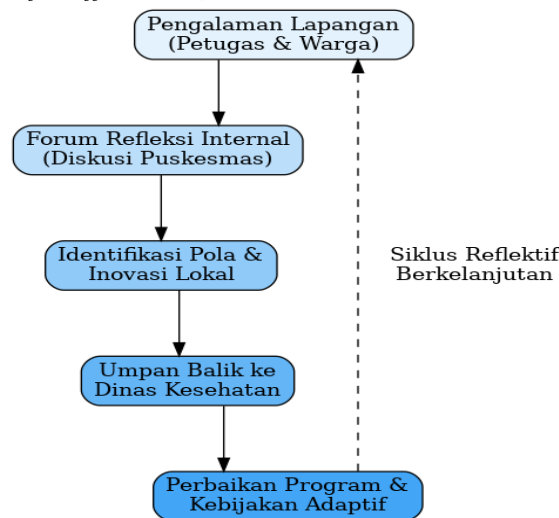 Pengalaman Lapangan
(Petugas & Warga)
Forum Refleksi Internal
(Diskusi Puskesmas)
Identifikasi Pola &
Inovasi Lokal
Siklus Reflektif
Berkelanjutan
Umpan Balik ke
Dinas Kesehatan
Perbaikan Program &
Kebijakan Adaptif